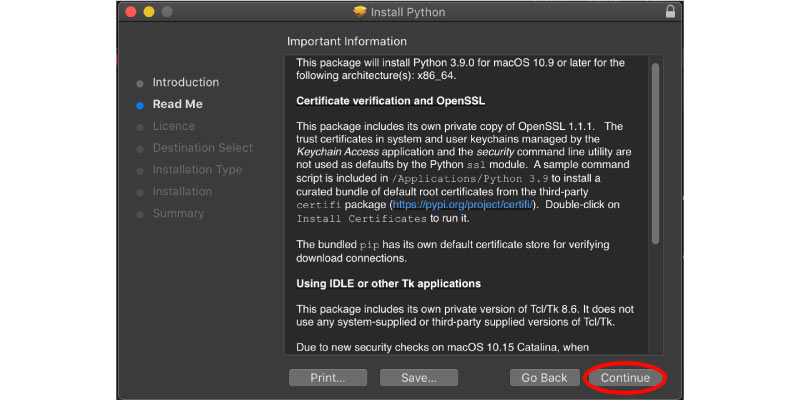 Install Python
Important Information
Introduction
Read Me
Licence
Destination Select
Installation Type
Installation
Summary
This package will install Python 3.9.0 for macOS 10.9 or later for the
following architecture(s): x86_64.
Certificate verification and OpenSSL
This package includes its own private copy of OpenSSL 1.1.1. The
trust certificates in system and user keychains managed by the
Keychain Access application and the security command line utility are
not used as defaults by the Python ssl module. A sample command
script is included in /Applications/Python 3.9 to install a
curated bundle of default root certificates from the third-party
certifi package (https://pypi.org/project/certifi/). Double-click on
Install Certificates to run it.
The bundled pip has its own default certificate store for verifying
download connections.
Using IDLE or other Tk applications
This package includes its own private version of Tcl/Tk 8.6. It does not
use any system-supplied or third-party supplied versions of Tcl/Tk.
Due to new security checks on macOS 10.15 Catalina, when
Print...
Save...
Go Back
Continue